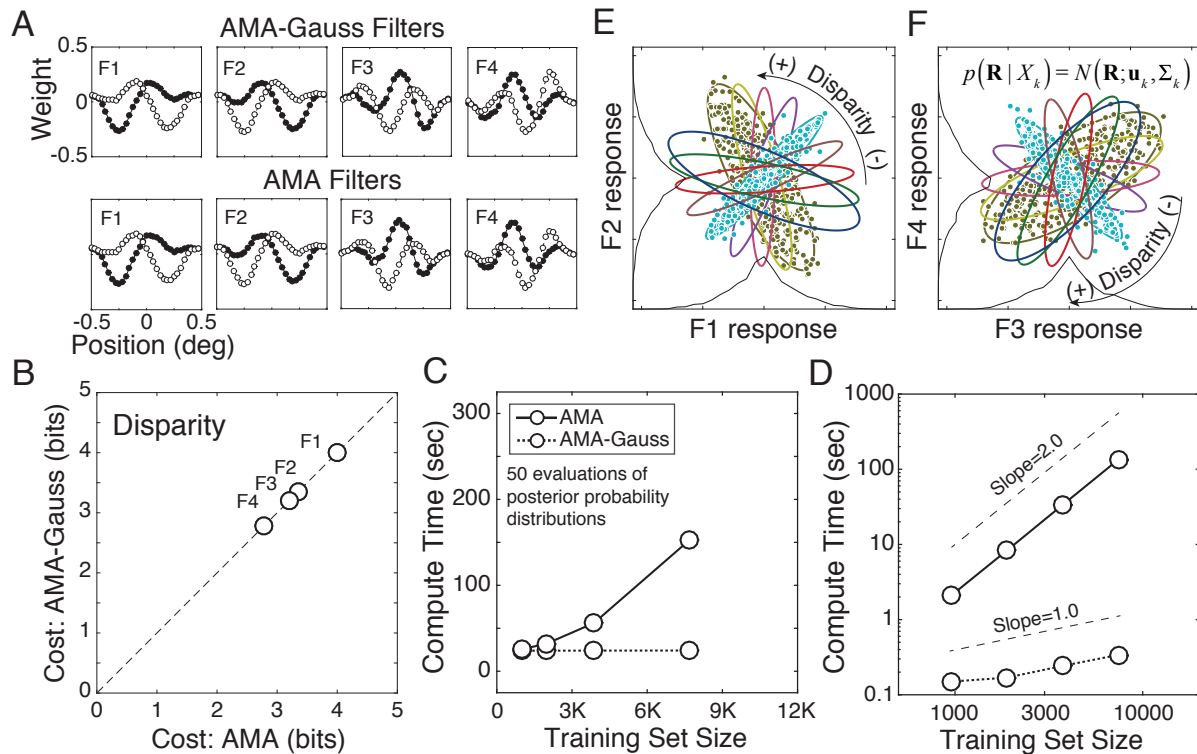 A
AMA-Gauss Filters
Weight
0.5
0
-0.5
F1
F2
F3
F4
AMA Filters
F1
F2
F3
F4
-0.5
0
0.5
Position (deg)
B
Disparity
Cost: AMA-Gauss (bits)
5
4
3
2
1
0
F1
F2
F3
F4
0
1
2
3
4
5
Cost: AMA (bits)
C
Compute Time (sec)
300
200
100
0
AMA
AMA-Gauss
50 evaluations of
posterior probability
distributions
0
3K
6K
9K
12K
Training Set Size
D
Compute Time (sec)
1000
100
10
1
0.1
Slope=2.0
Slope=1.0
1000
3000
10000
Training Set Size
E
(+) Disparity (-)
F2 response
F1 response
F
p(R | X_k) = N(R; u_k, Σ_k)
(+) Disparity (-)
F4 response
F3 response